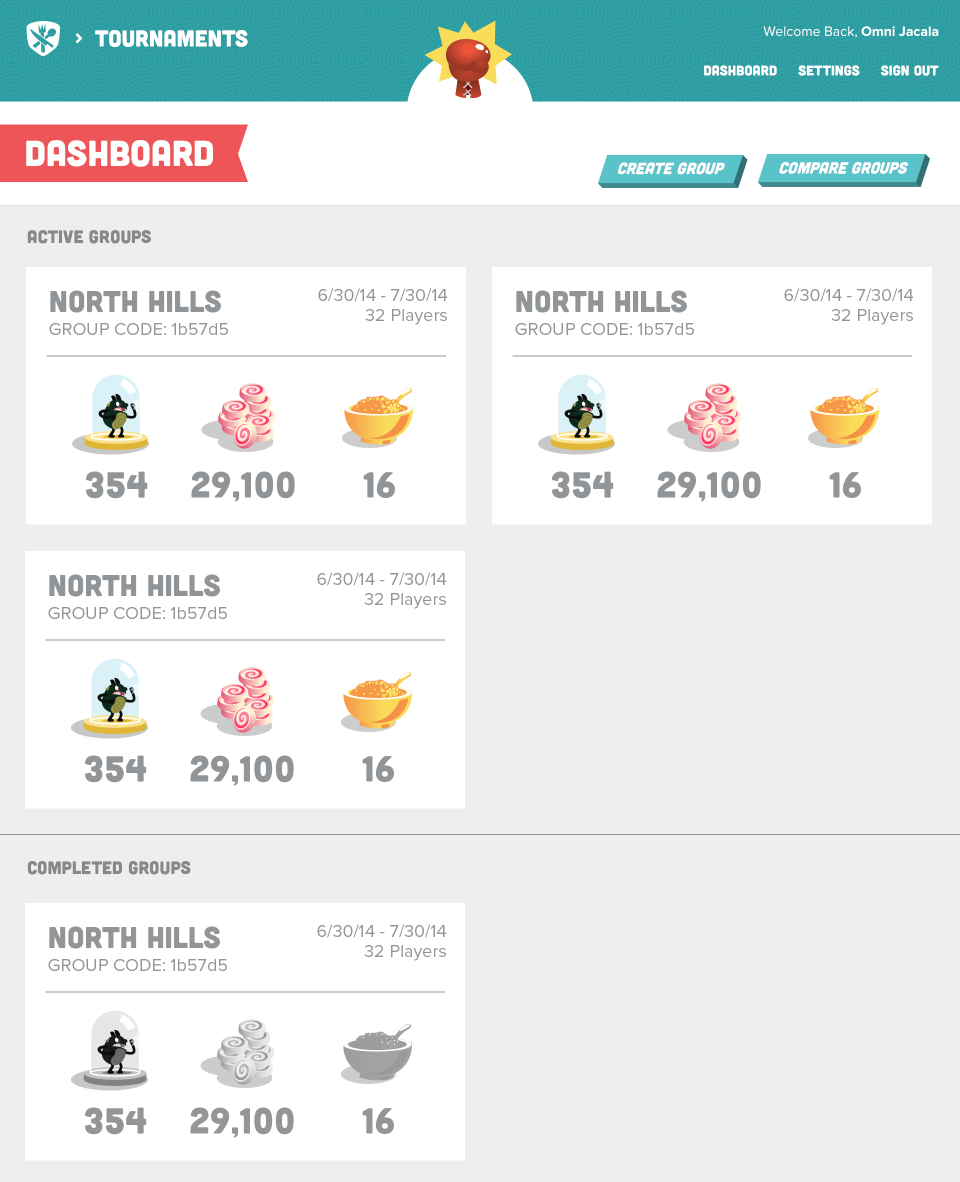 > TOURNAMENTS
Welcome Back, Omni Jacala
DASHBOARD SETTINGS SIGN OUT
DASHBOARD
CREATE GROUP
COMPARE GROUPS
ACTIVE GROUPS
NORTH HILLS
GROUP CODE: 1b57d5
6/30/14 - 7/30/14
32 Players
354
29,100
16
NORTH HILLS
GROUP CODE: 1b57d5
6/30/14 - 7/30/14
32 Players
354
29,100
16
NORTH HILLS
GROUP CODE: 1b57d5
6/30/14 - 7/30/14
32 Players
354
29,100
16
COMPLETED GROUPS
NORTH HILLS
GROUP CODE: 1b57d5
6/30/14 - 7/30/14
32 Players
354
29,100
16